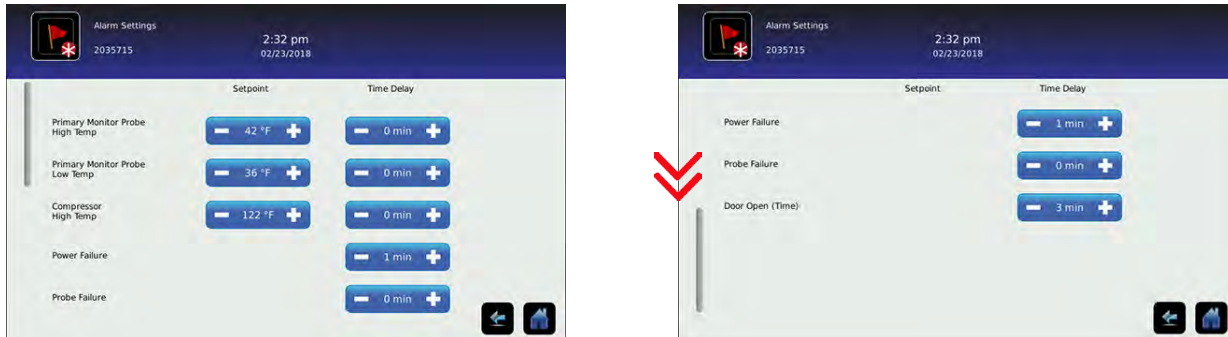 Alarm Settings
2035715
2:32 pm
02/23/2018
Setpoint Time Delay
Primary Monitor Probe
High Temp
42 °F
0 min
Primary Monitor Probe
Low Temp
36 °F
0 min
Compressor
High Temp
122 °F
0 min
Power Failure
1 min
Probe Failure
0 min
Alarm Settings
2035715
2:32 pm
02/23/2018
Setpoint Time Delay
Power Failure
1 min
Probe Failure
0 min
Door Open (Time)
3 min